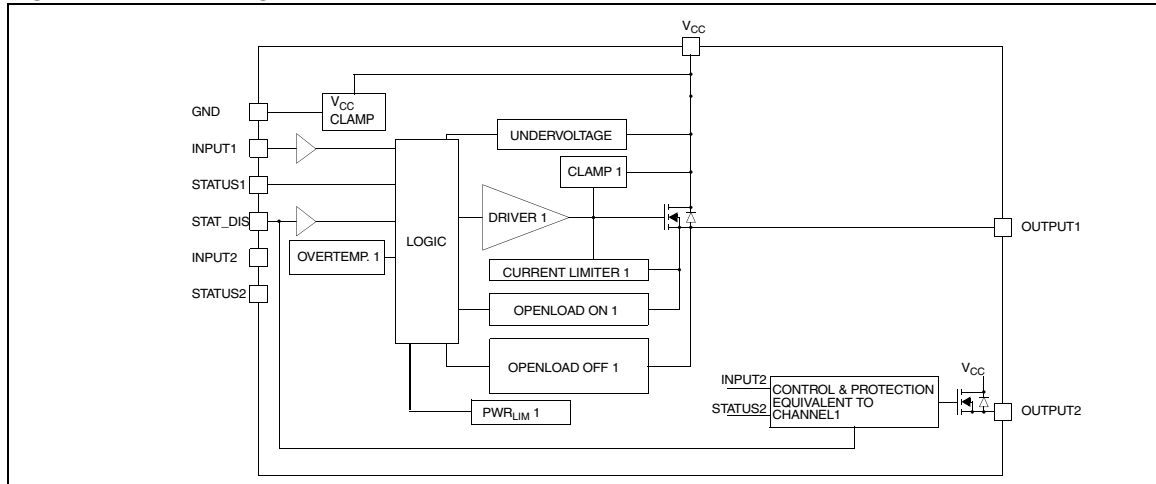 VCC
GND
VCC
CLAMP
INPUT1
STATUS1
STAT_DIS
INPUT2
STATUS2
OVERTEMP. 1
LOGIC
UNDERVOLTAGE
CLAMP 1
DRIVER 1
CURRENT LIMITER 1
OPENLOAD ON 1
OPENLOAD OFF 1
PWRLIM 1
OUTPUT1
INPUT2
STATUS2
CONTROL & PROTECTION
EQUIVALENT TO
CHANNEL1
VCC
OUTPUT2